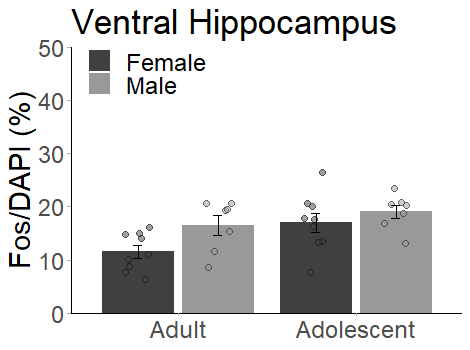 Ventral Hippocampus
Fos/DAPI (%)
50
40
30
20
10
0
Female
Male
Adult
Adolescent